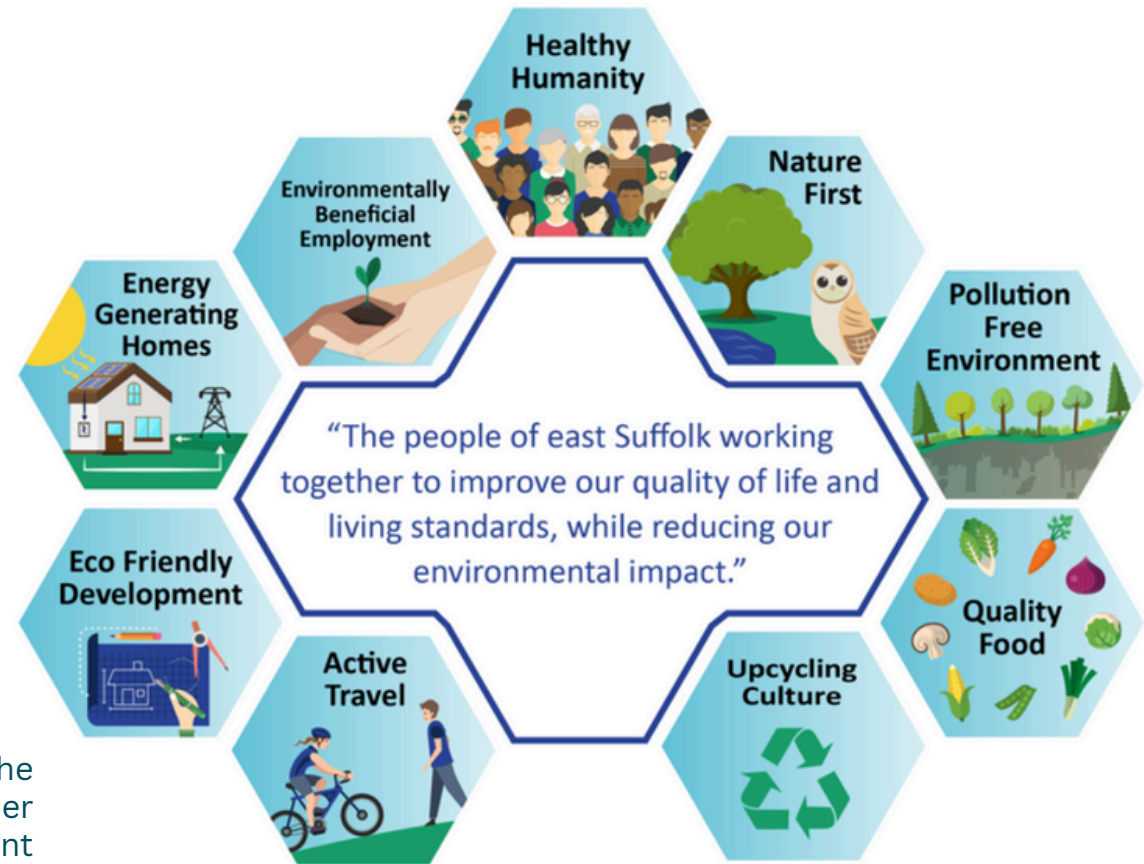 Healthy
Humanity
Environmentally
Beneficial
Employment
Nature
First
Energy
Generating
Homes
Pollution
Free
Environment
“The people of east Suffolk working
together to improve our quality of life and
living standards, while reducing our
environmental impact.”
Eco Friendly
Development
Quality
Food
Active
Travel
Upcycling
Culture